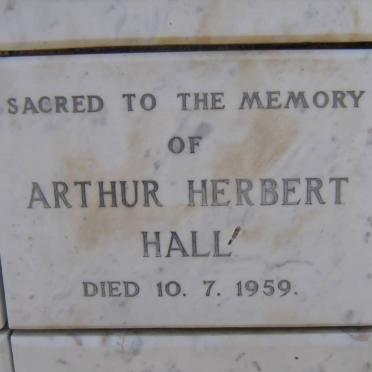 SACRED TO THE MEMORY
OF
ARTHUR HERBERT
HALL
DIED 10. 7. 1959.